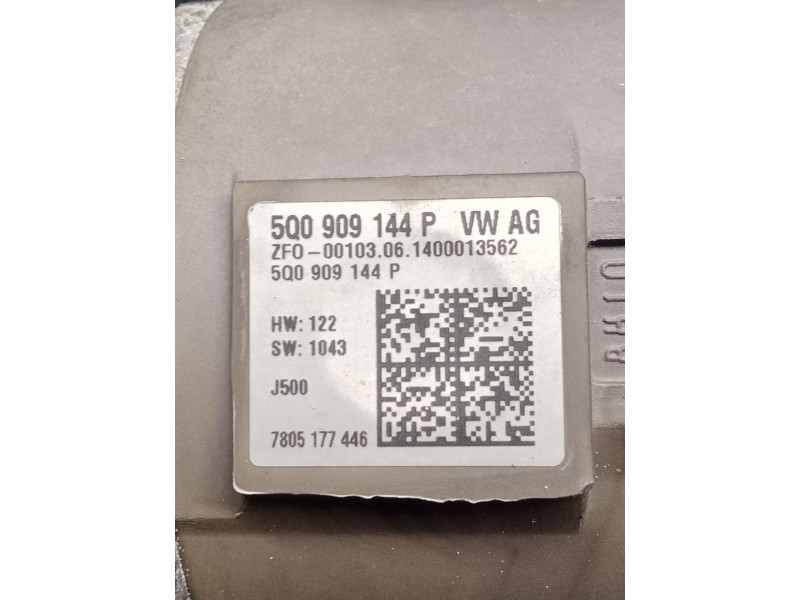 5Q0 909 144 P VW AG
ZFO-00103.06.1400013562
5Q0 909 144 P
HW: 122
SW: 1043
J500
7805 177 446